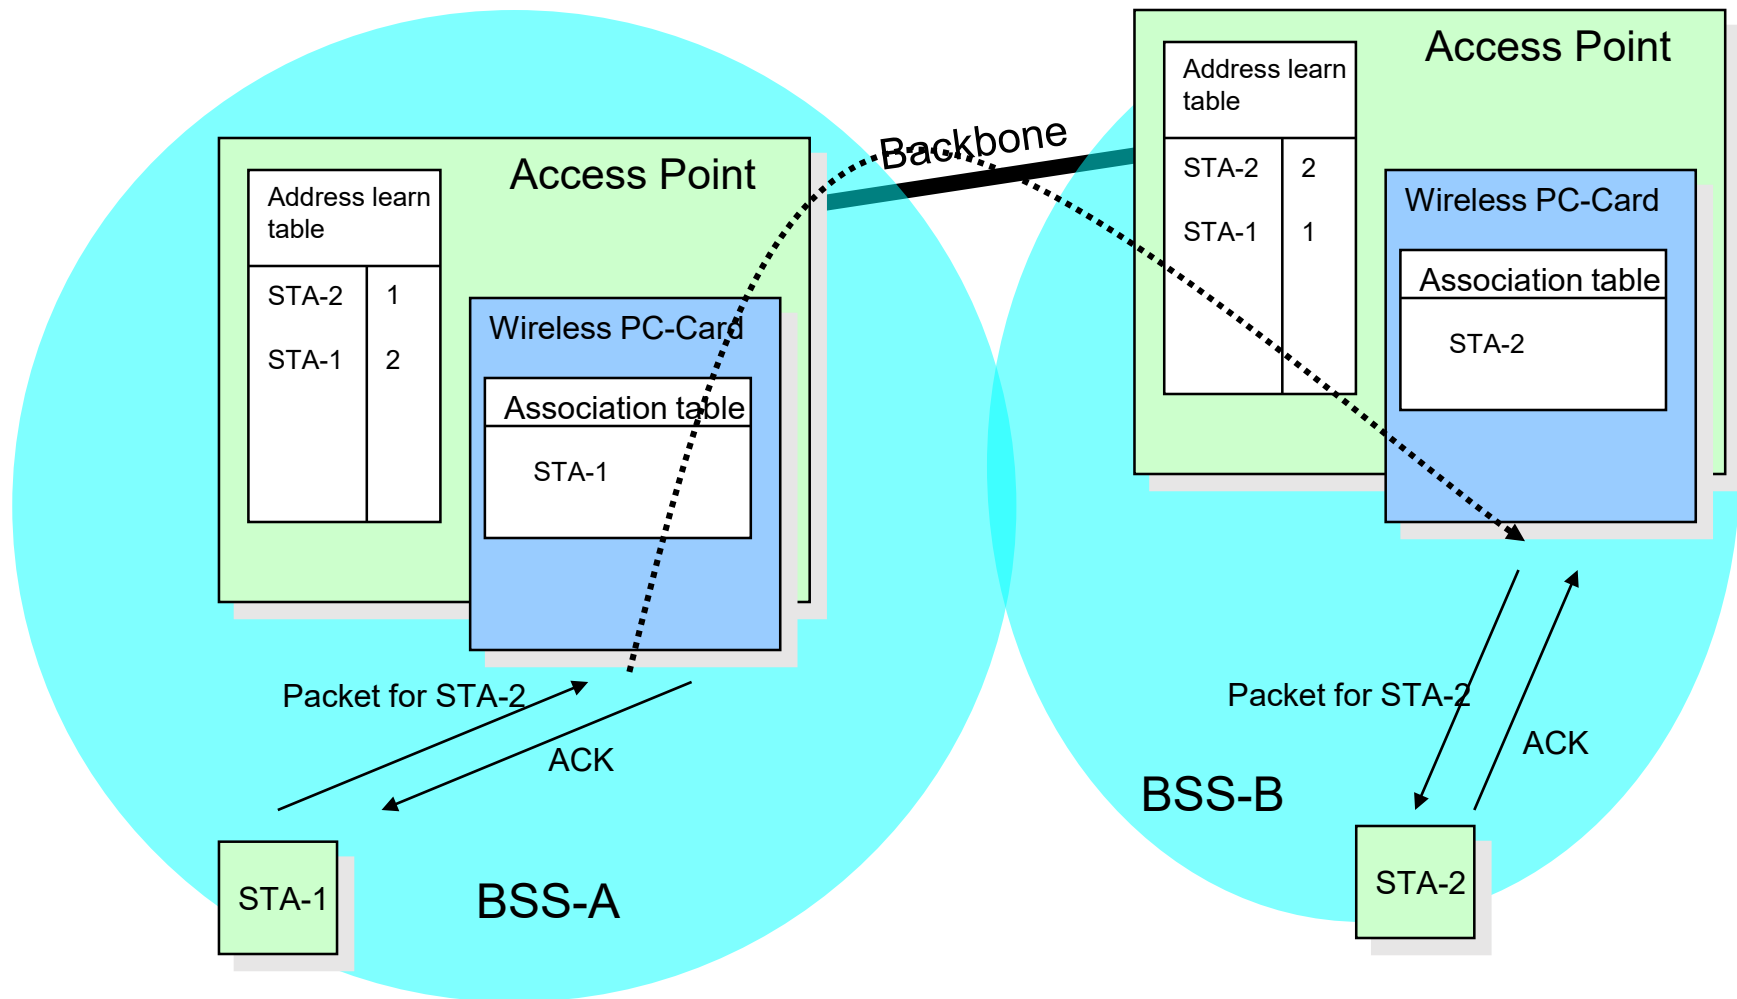 Access Point
Address learn
table
STA-2 1
STA-1 2
Wireless PC-Card
Association table
STA-1
Backbone
Access Point
Address learn
table
STA-2 2
STA-1 1
Wireless PC-Card
Association table
STA-2
Packet for STA-2
ACK
STA-1
BSS-A
Packet for STA-2
ACK
BSS-B
STA-2